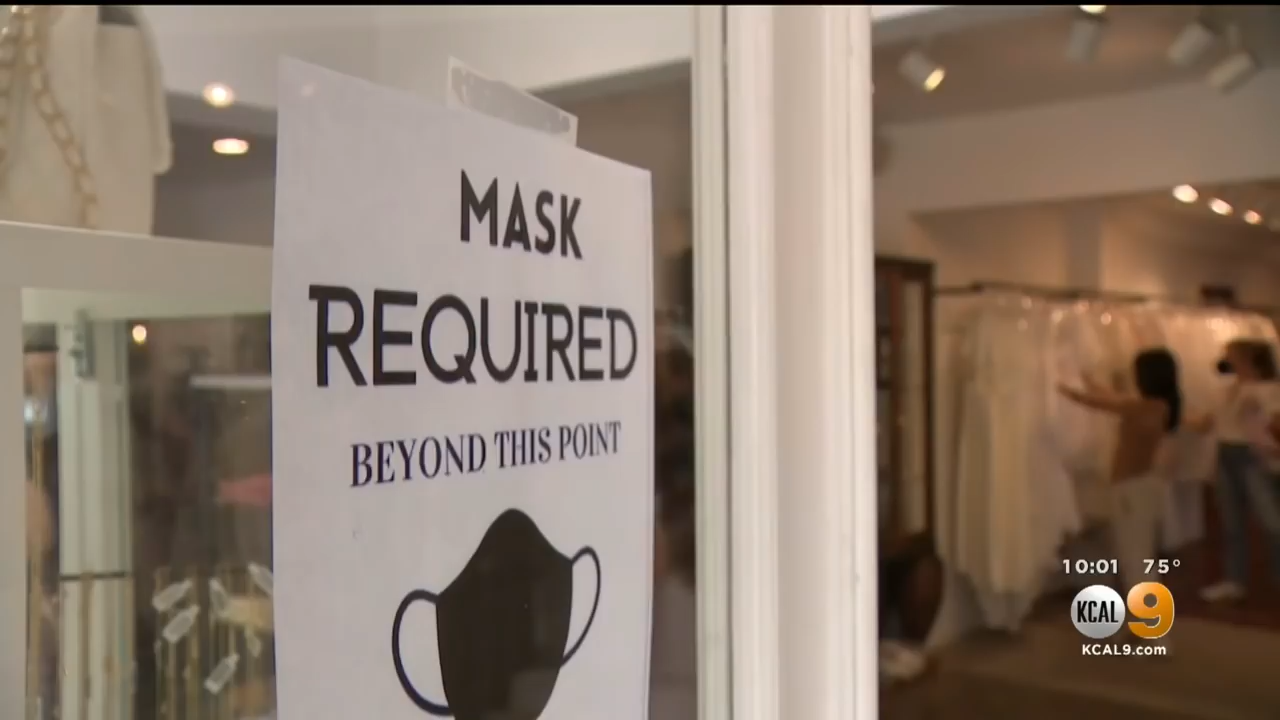 MASK
REQUIRED
BEYOND THIS POINT
10:01 75°
KCAL 9
KCAL9.com